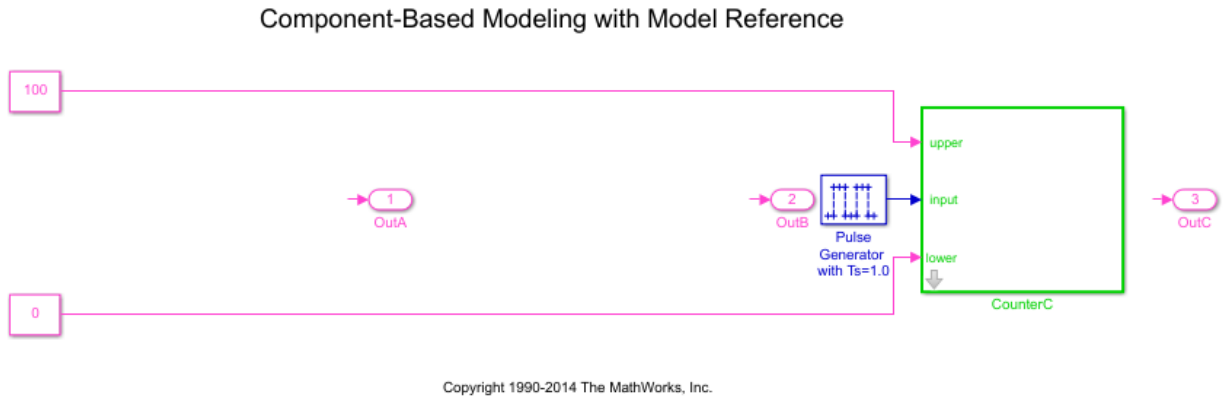 Component-Based Modeling with Model Reference
100
upper
1
OutA
2
OutB
input
3
OutC
Pulse
Generator
with Ts=1.0
lower
0
CounterC
Copyright 1990-2014 The MathWorks, Inc.